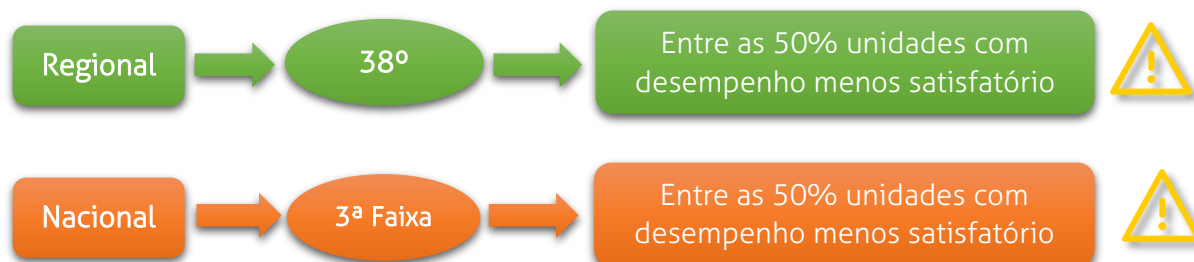 Regional
38º
Entre as 50% unidades com
desempenho menos satisfatório
Nacional
3ª Faixa
Entre as 50% unidades com
desempenho menos satisfatório